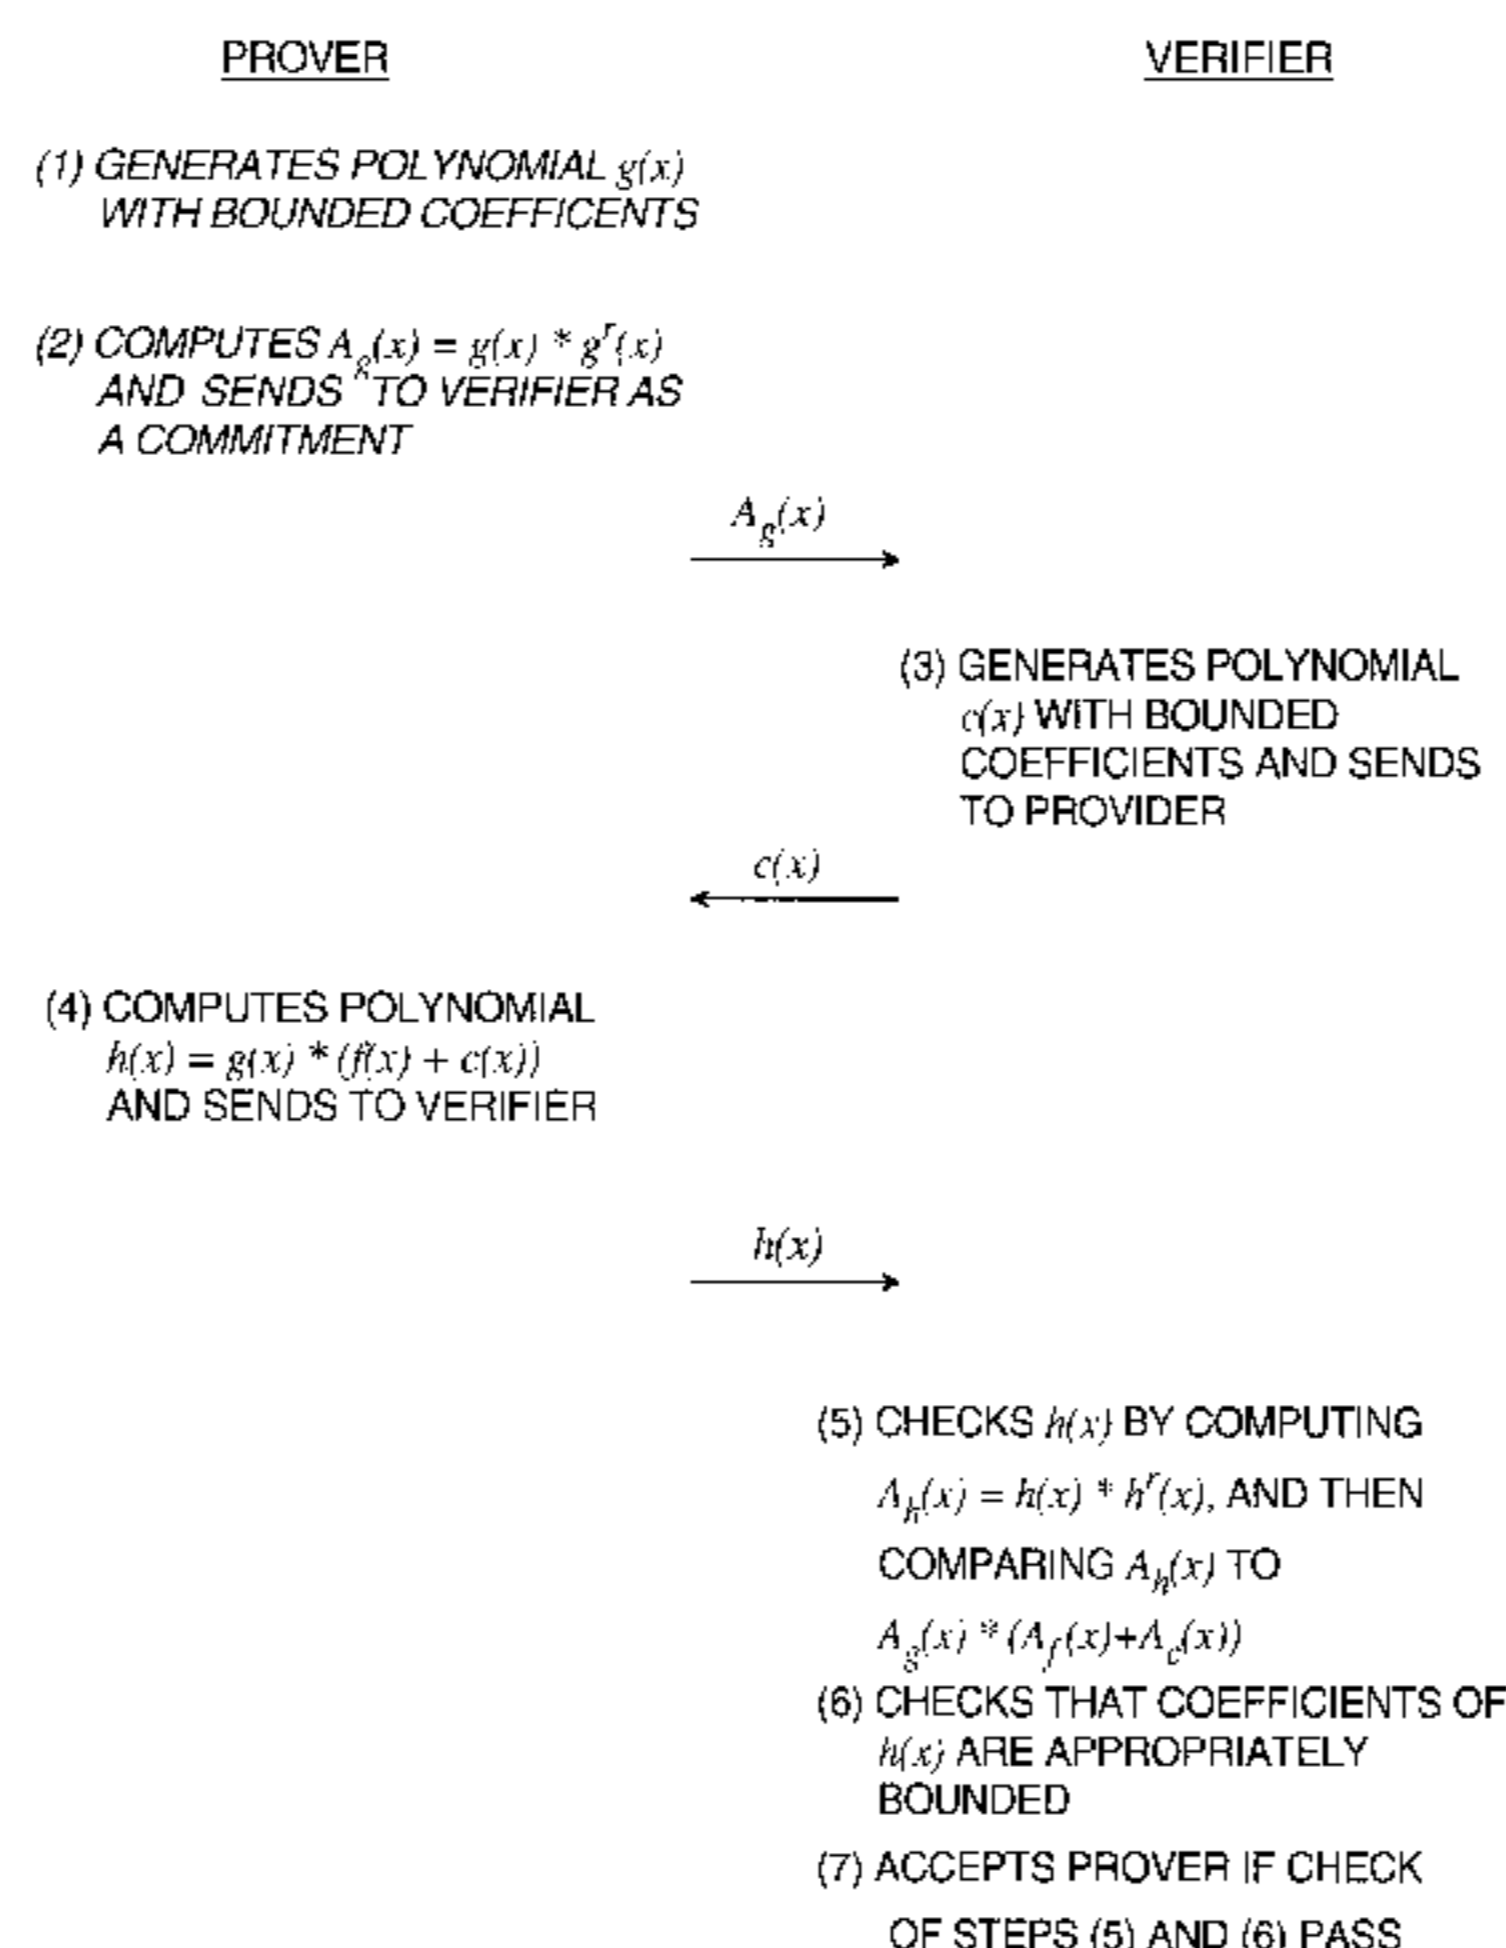 PROVER
VERIFIER
(1) GENERATES POLYNOMIAL g(x)
WITH BOUNDED COEFFICENTS
(2) COMPUTES A_g(x) = g(x) * g^r(x)
AND SENDS TO VERIFIER AS
A COMMITMENT
A_g(x)
(3) GENERATES POLYNOMIAL
c(x) WITH BOUNDED
COEFFICIENTS AND SENDS
TO PROVIDER
c(x)
(4) COMPUTES POLYNOMIAL
h(x) = g(x) * (f(x) + c(x))
AND SENDS TO VERIFIER
h(x)
(5) CHECKS h(x) BY COMPUTING
A_h(x) = h(x) * h^r(x), AND THEN
COMPARING A_h(x) TO
A_g(x) * (A_f(x)+A_c(x))
(6) CHECKS THAT COEFFICIENTS OF
h(x) ARE APPROPRIATELY
BOUNDED
(7) ACCEPTS PROVER IF CHECK
OF STEPS (5) AND (6) PASS